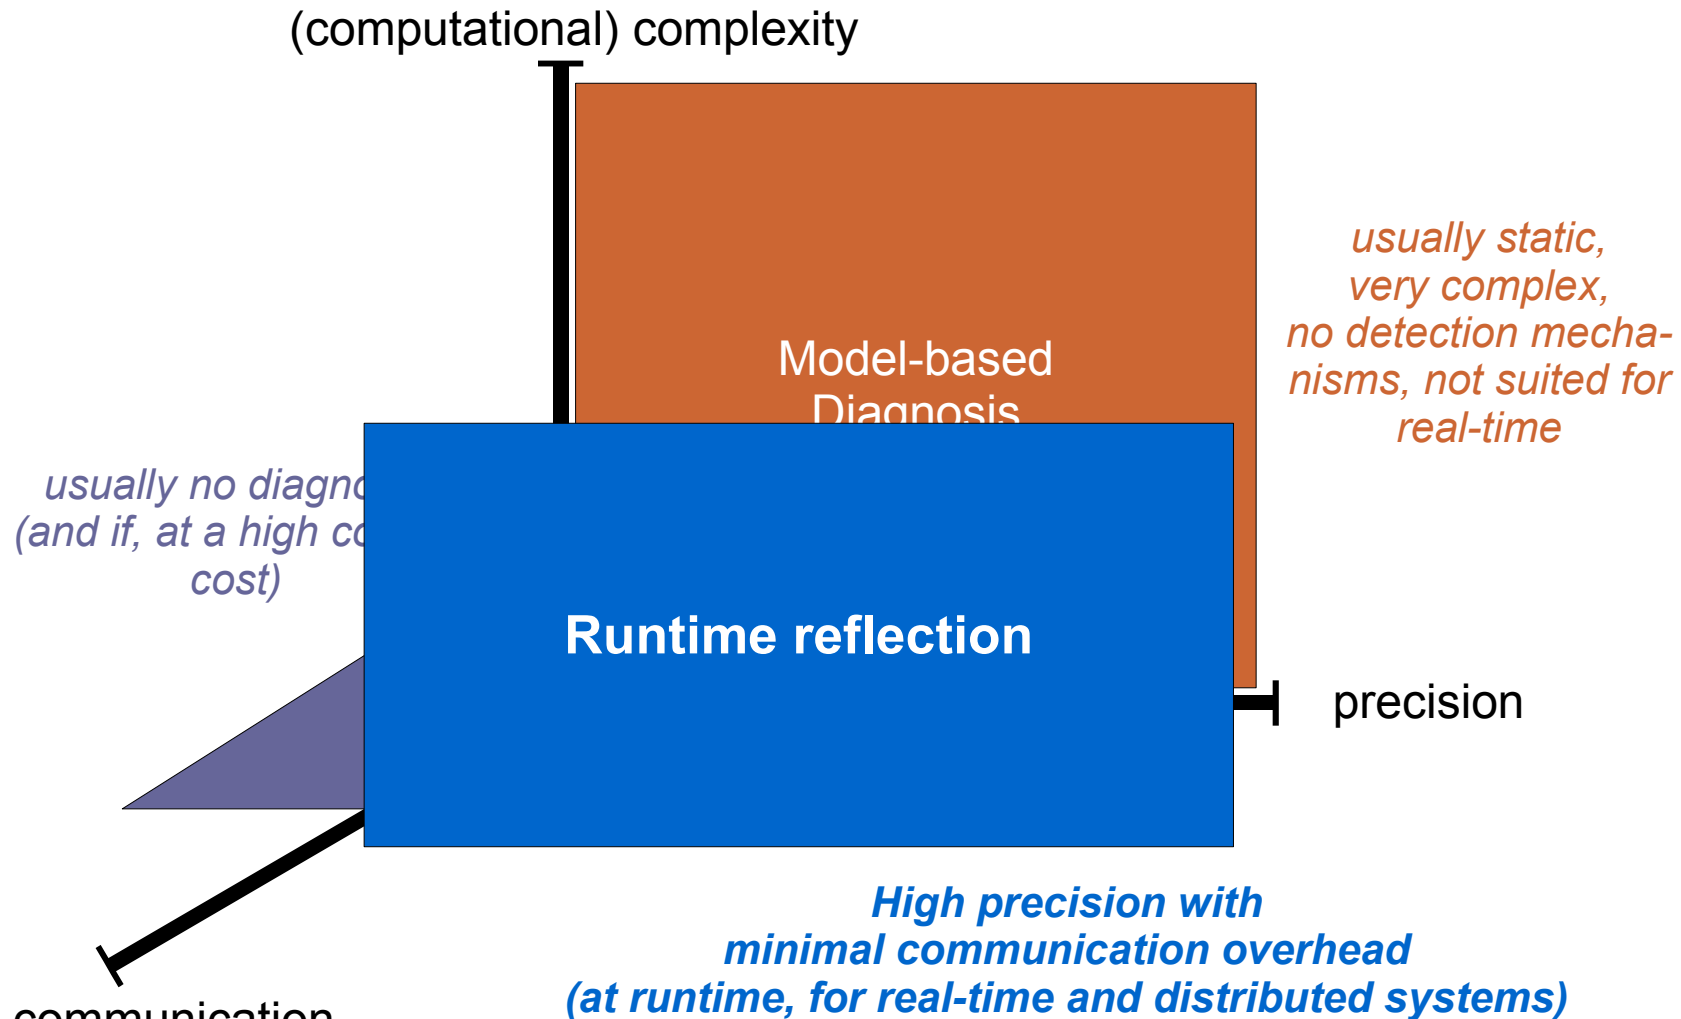 (computational) complexity
usually static,
very complex,
no detection mecha-
nisms, not suited for
real-time
Model-based
Diagnosis
usually no
(and if, at a high
cost)
Runtime reflection
precision
High precision with
minimal communication overhead
(at runtime, for real-time and distributed systems)
communication